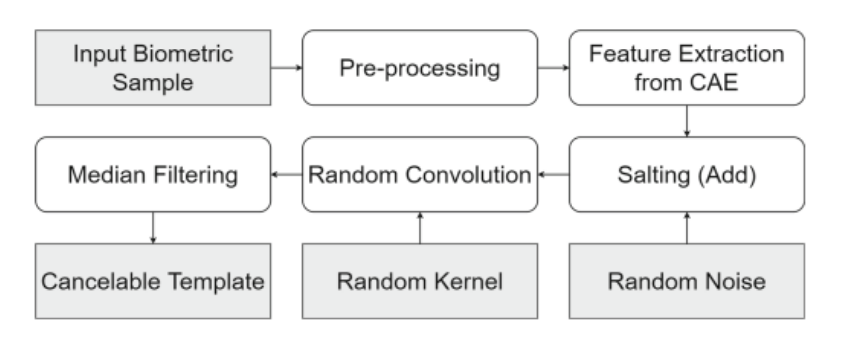 Input Biometric
Sample
Pre-processing
Feature Extraction
from CAE
Median Filtering
Random Convolution
Salting (Add)
Cancelable Template
Random Kernel
Random Noise